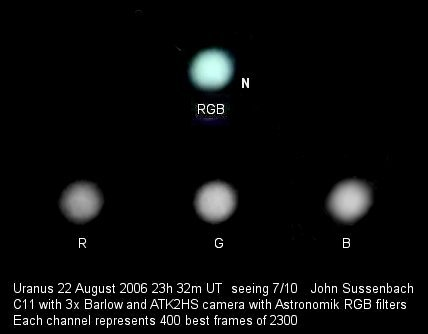 N
RGB
R G B
Uranus 22 August 2006 23h 32m UT seeing 7/10 John Sussenbach
C11 with 3x Barlow and ATK2HS camera with Astronomik RGB filters
Each channel represents 400 best frames of 2300